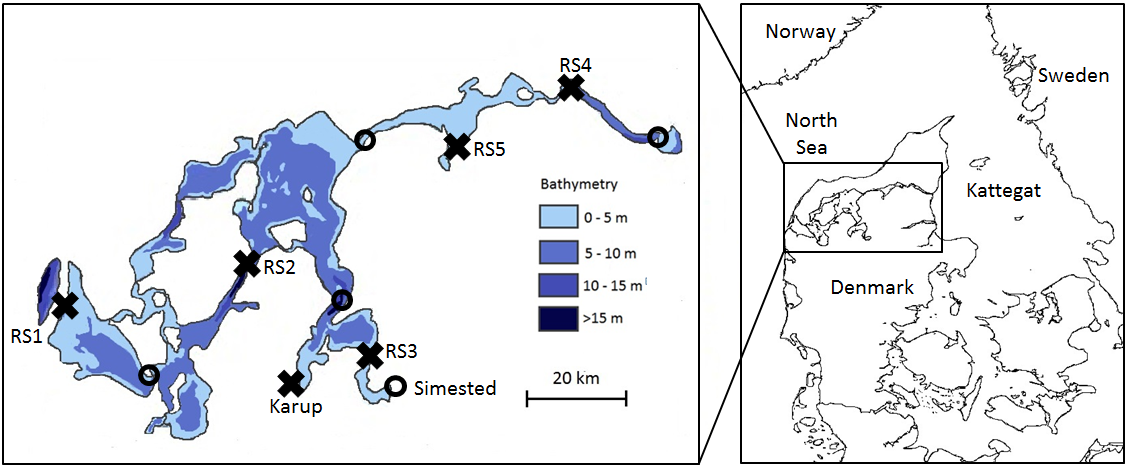 RS4
RS5
Bathymetry
0 - 5 m
5 - 10 m
10 - 15 m
>15 m
RS2
RS1
RS3
Karup
Simested
20 km
Norway
Sweden
North
Sea
Kattegat
Denmark